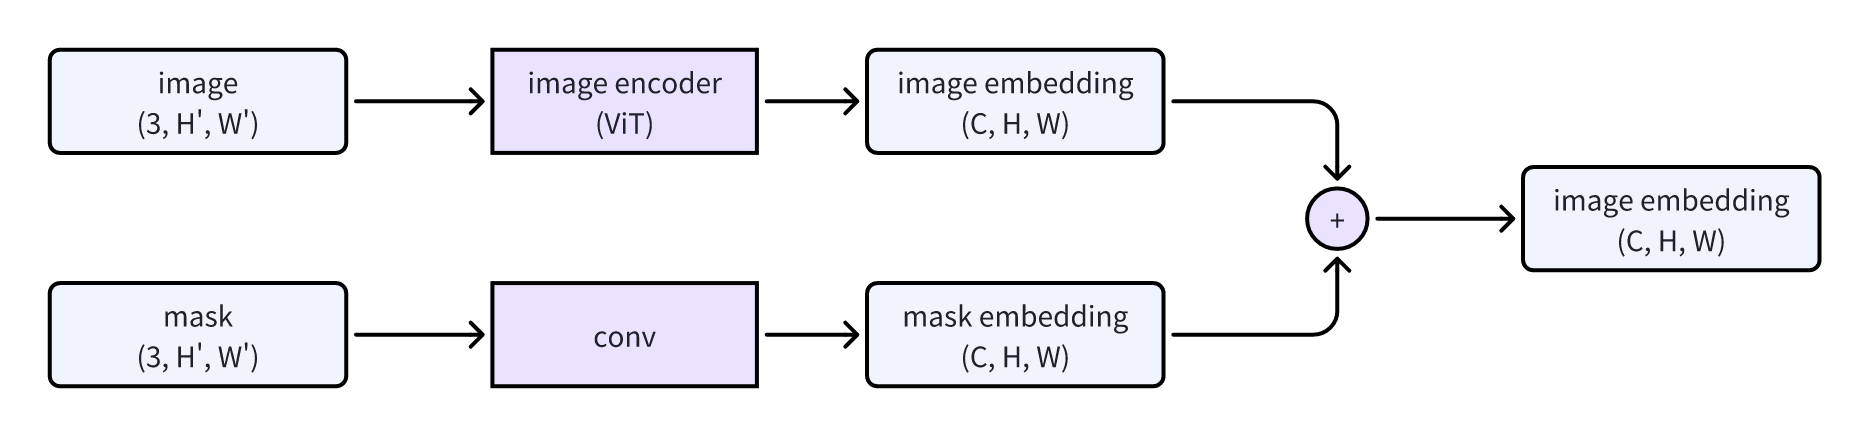 image
(3, H', W')
image encoder
(ViT)
image embedding
(C, H, W)
mask
(3, H', W')
conv
mask embedding
(C, H, W)
+
image embedding
(C, H, W)